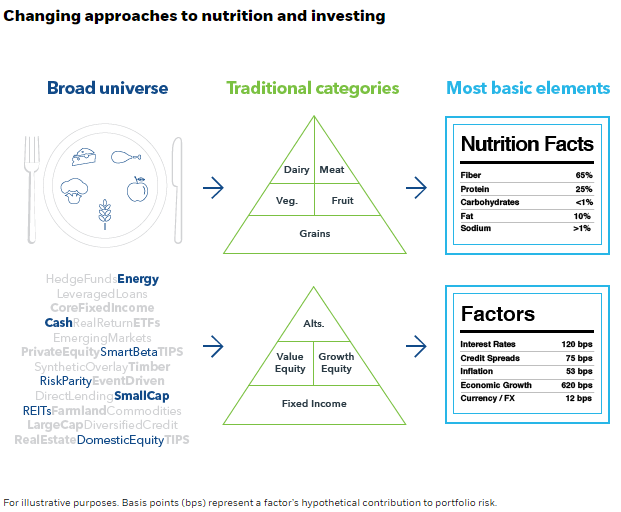 Changing approaches to nutrition and investing
Broad universe
Traditional categories
Most basic elements
Dairy Meat
Veg. Fruit
Grains
Nutrition Facts
Fiber 65%
Protein 25%
Carbohydrates <1%
Fat 10%
Sodium >1%
HedgeFundsEnergy
LeveragedLoans
CoreFixedIncome
CashRealReturnETFs
EmergingMarkets
PrivateEquitySmartBetaTIPS
SyntheticOverlayTimber
RiskParityEventDriven
DirectLendingSmallCap
REITsFarmlandCommodities
LargeCapDiversifiedCredit
RealEstateDomesticEquityTIPS
Alts.
Value Growth
Equity Equity
Fixed Income
Factors
Interest Rates 120 bps
Credit Spreads 75 bps
Inflation 53 bps
Economic Growth 620 bps
Currency / FX 12 bps
For illustrative purposes. Basis points (bps) represent a factor's hypothetical contribution to portfolio risk.